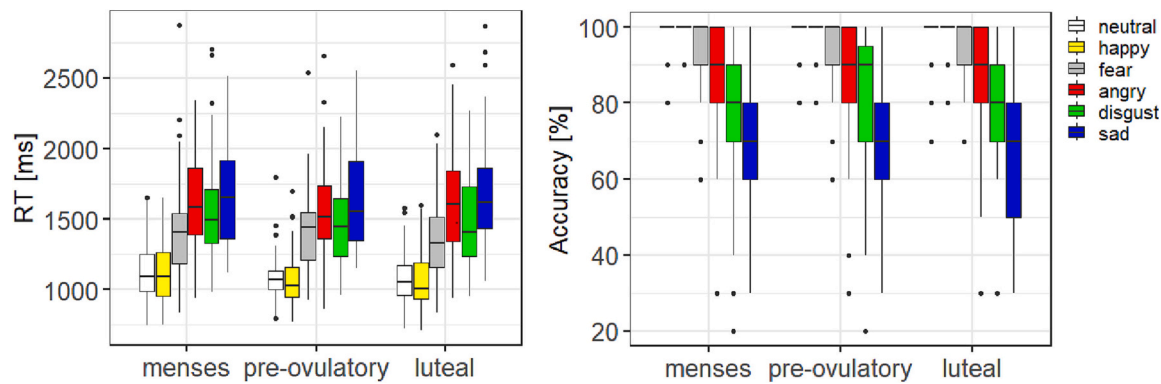 RT [ms]
2500
2000
1500
1000
menses pre-ovulatory luteal
Accuracy [%]
100
80
60
40
20
menses pre-ovulatory luteal
neutral
happy
fear
angry
disgust
sad